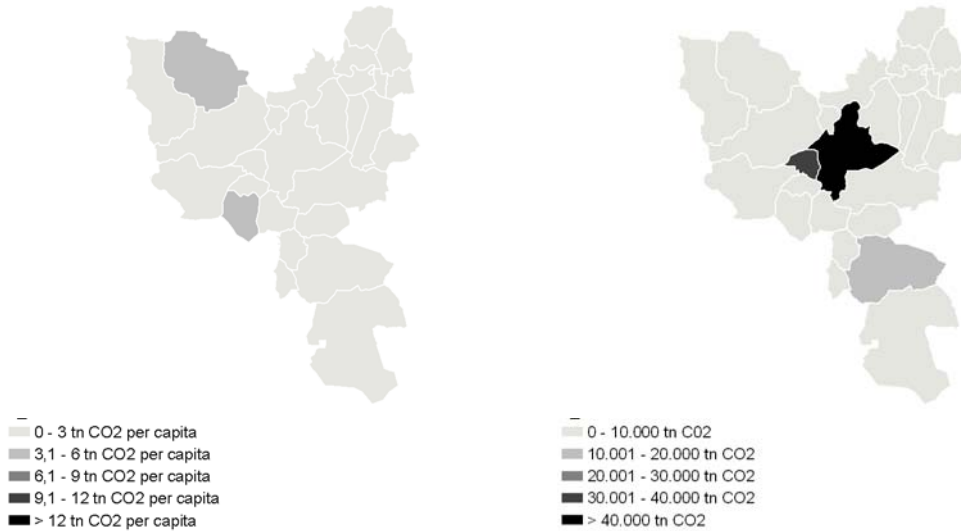 0 - 3 tn CO2 per capita
3,1 - 6 tn CO2 per capita
6,1 - 9 tn CO2 per capita
9,1 - 12 tn CO2 per capita
> 12 tn CO2 per capita
0 - 10.000 tn C02
10.001 - 20.000 tn CO2
20.001 - 30.000 tn CO2
30.001 - 40.000 tn CO2
> 40.000 tn CO2